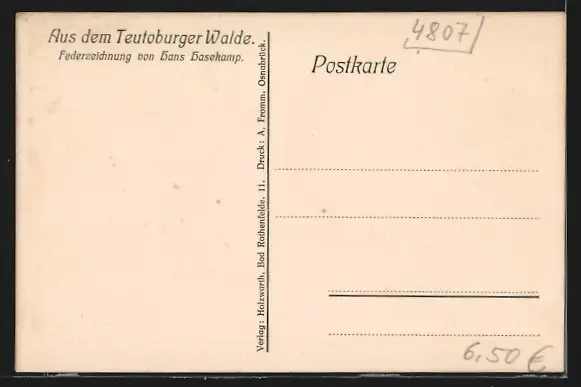 Aus dem Teutoburger Walde.
Federzeichnung von Hans Hasekamp.
Verlag: Holzwarth, Bad Rothenfelde. 11. Druck: A. Fromm, Osnabrück.
4807
Postkarte
6,50 €